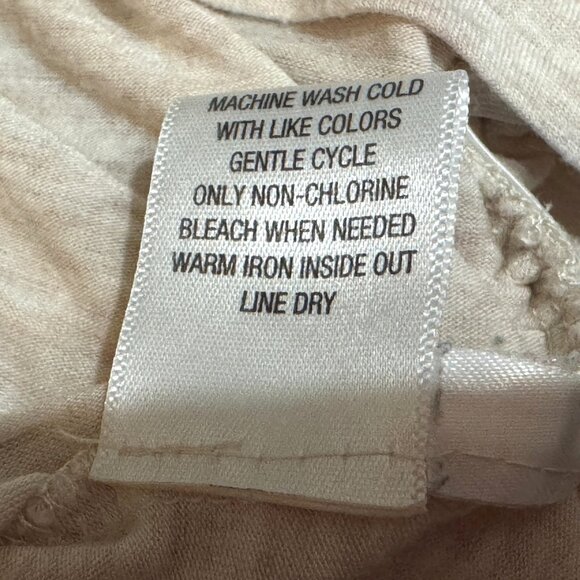 MACHINE WASH COLD
WITH LIKE COLORS
GENTLE CYCLE
ONLY NON-CHLORINE
BLEACH WHEN NEEDED
WARM IRON INSIDE OUT
LINE DRY